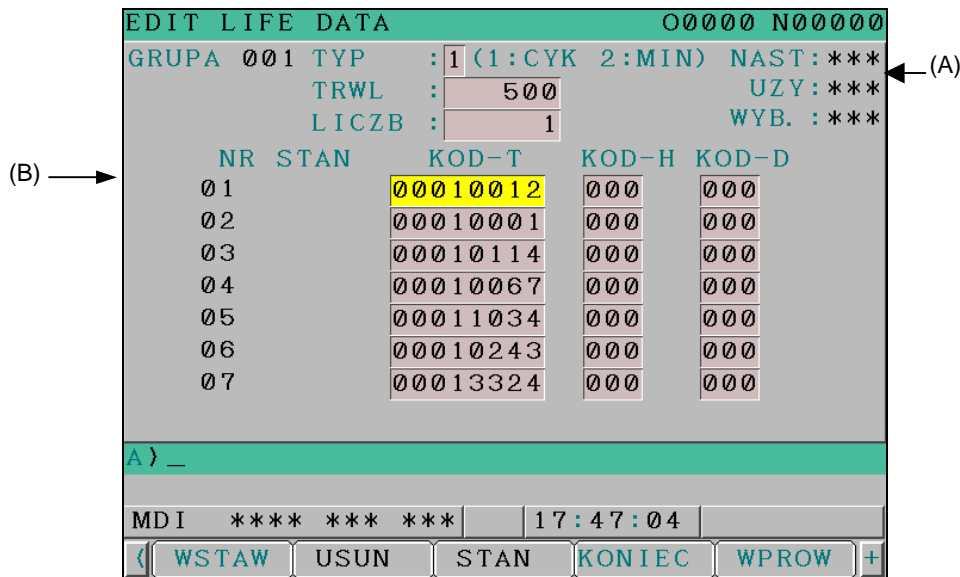 EDIT LIFE DATA O0000 N00000
GRUPA 001 TYP :1(1:CYK 2:MIN) NAST:***
(A)
TRWL : 500 UZY:***
LICZB : 1 WYB. :***
(B)
NR STAN KOD-T KOD-H KOD-D
01 00010012 000 000
02 00010001 000 000
03 00010114 000 000
04 00010067 000 000
05 00011034 000 000
06 00010243 000 000
07 00013324 000 000
A)_
MDI **** *** *** 17:47:04
( WSTAW USUN STAN KONIEC WPROW +